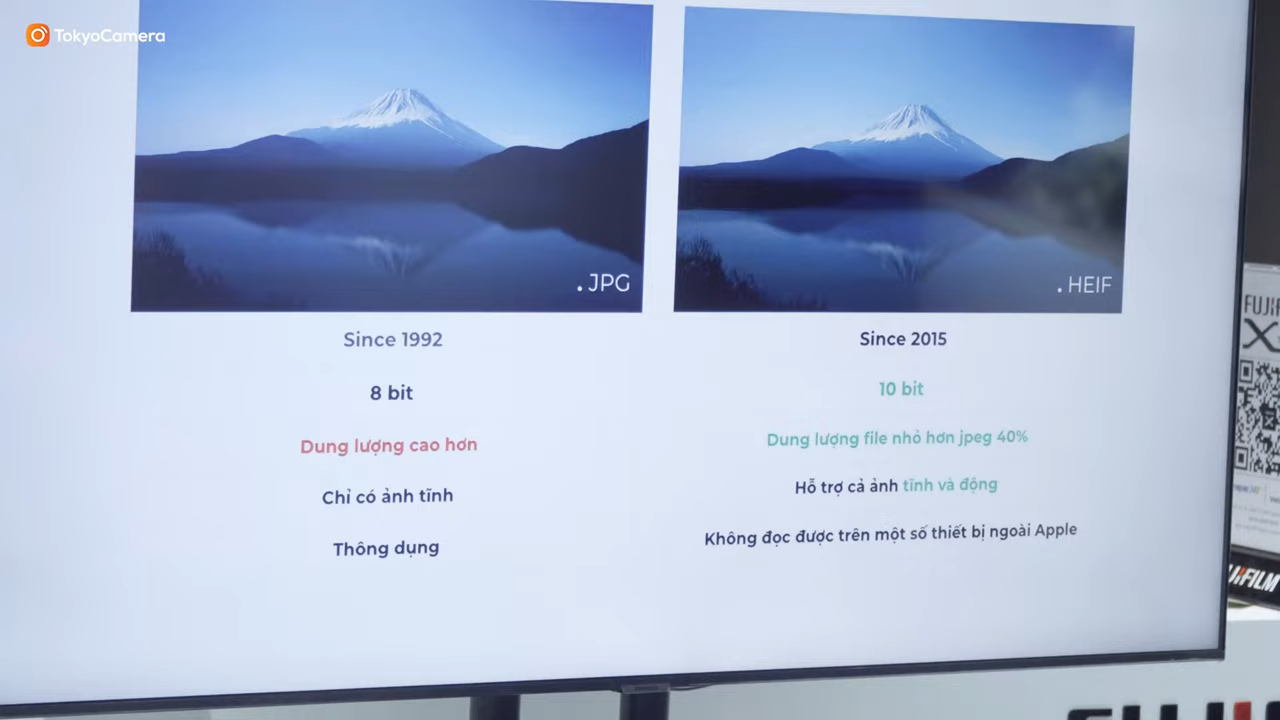 TokyoCamera
.JPG
Since 1992
8 bit
Dung lượng cao hơn
Chỉ có ảnh tĩnh
Thông dụng
.HEIF
Since 2015
10 bit
Dung lượng file nhỏ hơn jpeg 40%
Hỗ trợ cả ảnh tĩnh và động
Không đọc được trên một số thiết bị ngoài Apple